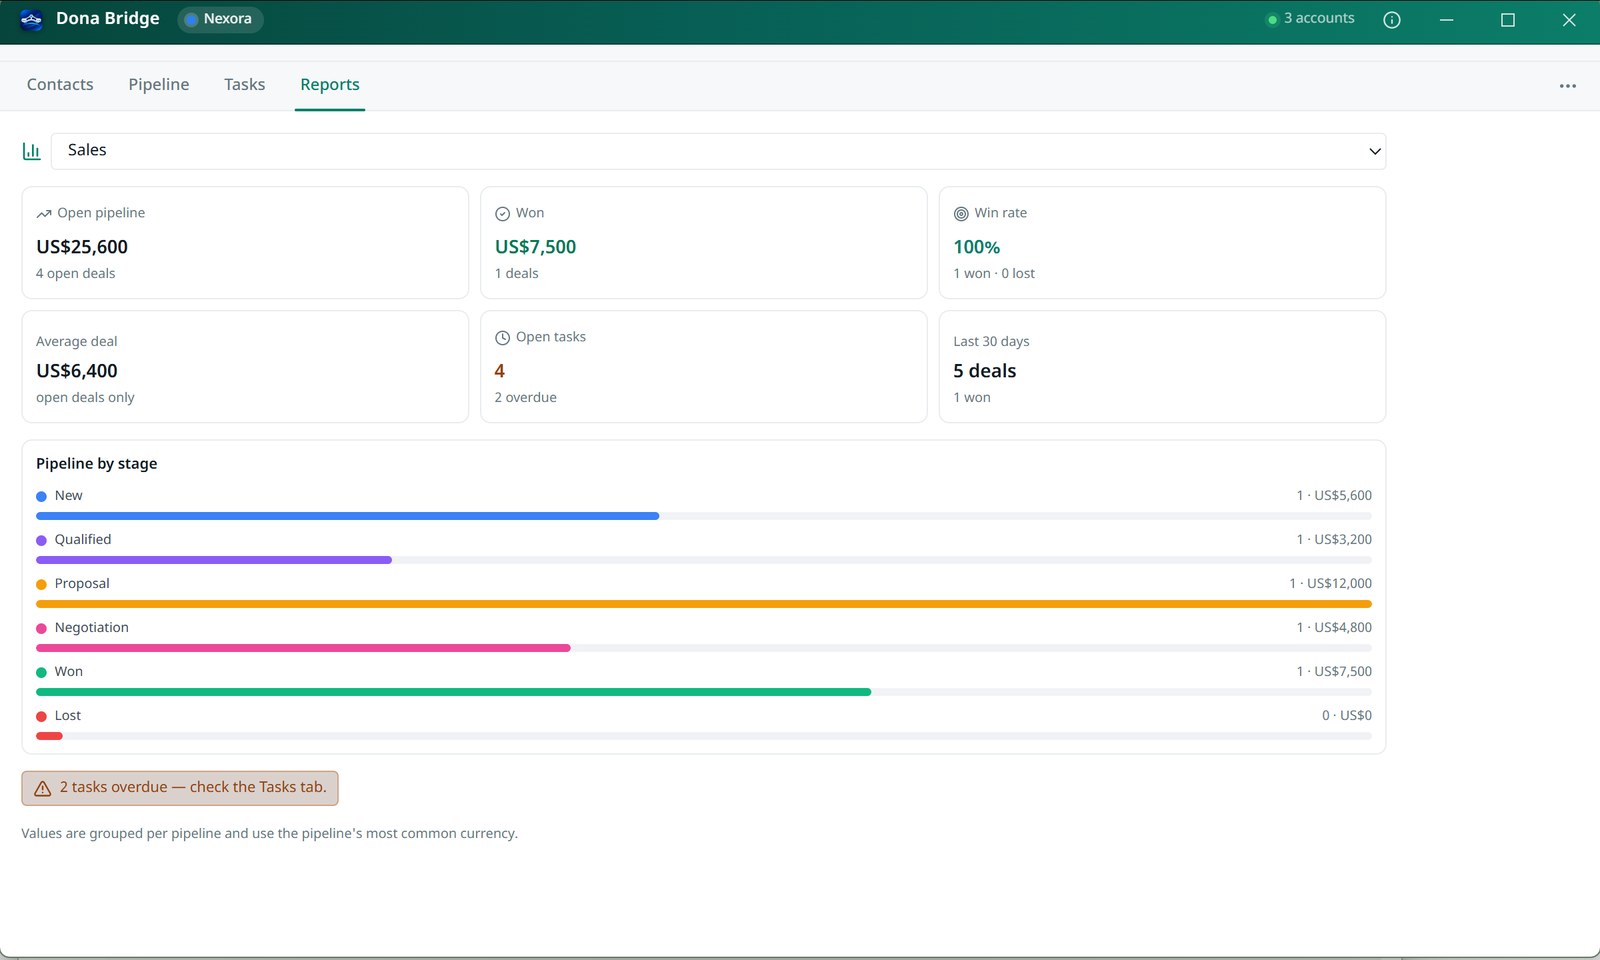 Dona Bridge
Nexora
3 accounts
Contacts
Pipeline
Tasks
Reports
Sales
Open pipeline
US$25,600
4 open deals
Won
US$7,500
1 deals
Win rate
100%
1 won · 0 lost
Average deal
US$6,400
open deals only
Open tasks
4
2 overdue
Last 30 days
5 deals
1 won
Pipeline by stage
New
1 · US$5,600
Qualified
1 · US$3,200
Proposal
1 · US$12,000
Negotiation
1 · US$4,800
Won
1 · US$7,500
Lost
0 · US$0
2 tasks overdue — check the Tasks tab.
Values are grouped per pipeline and use the pipeline's most common currency.